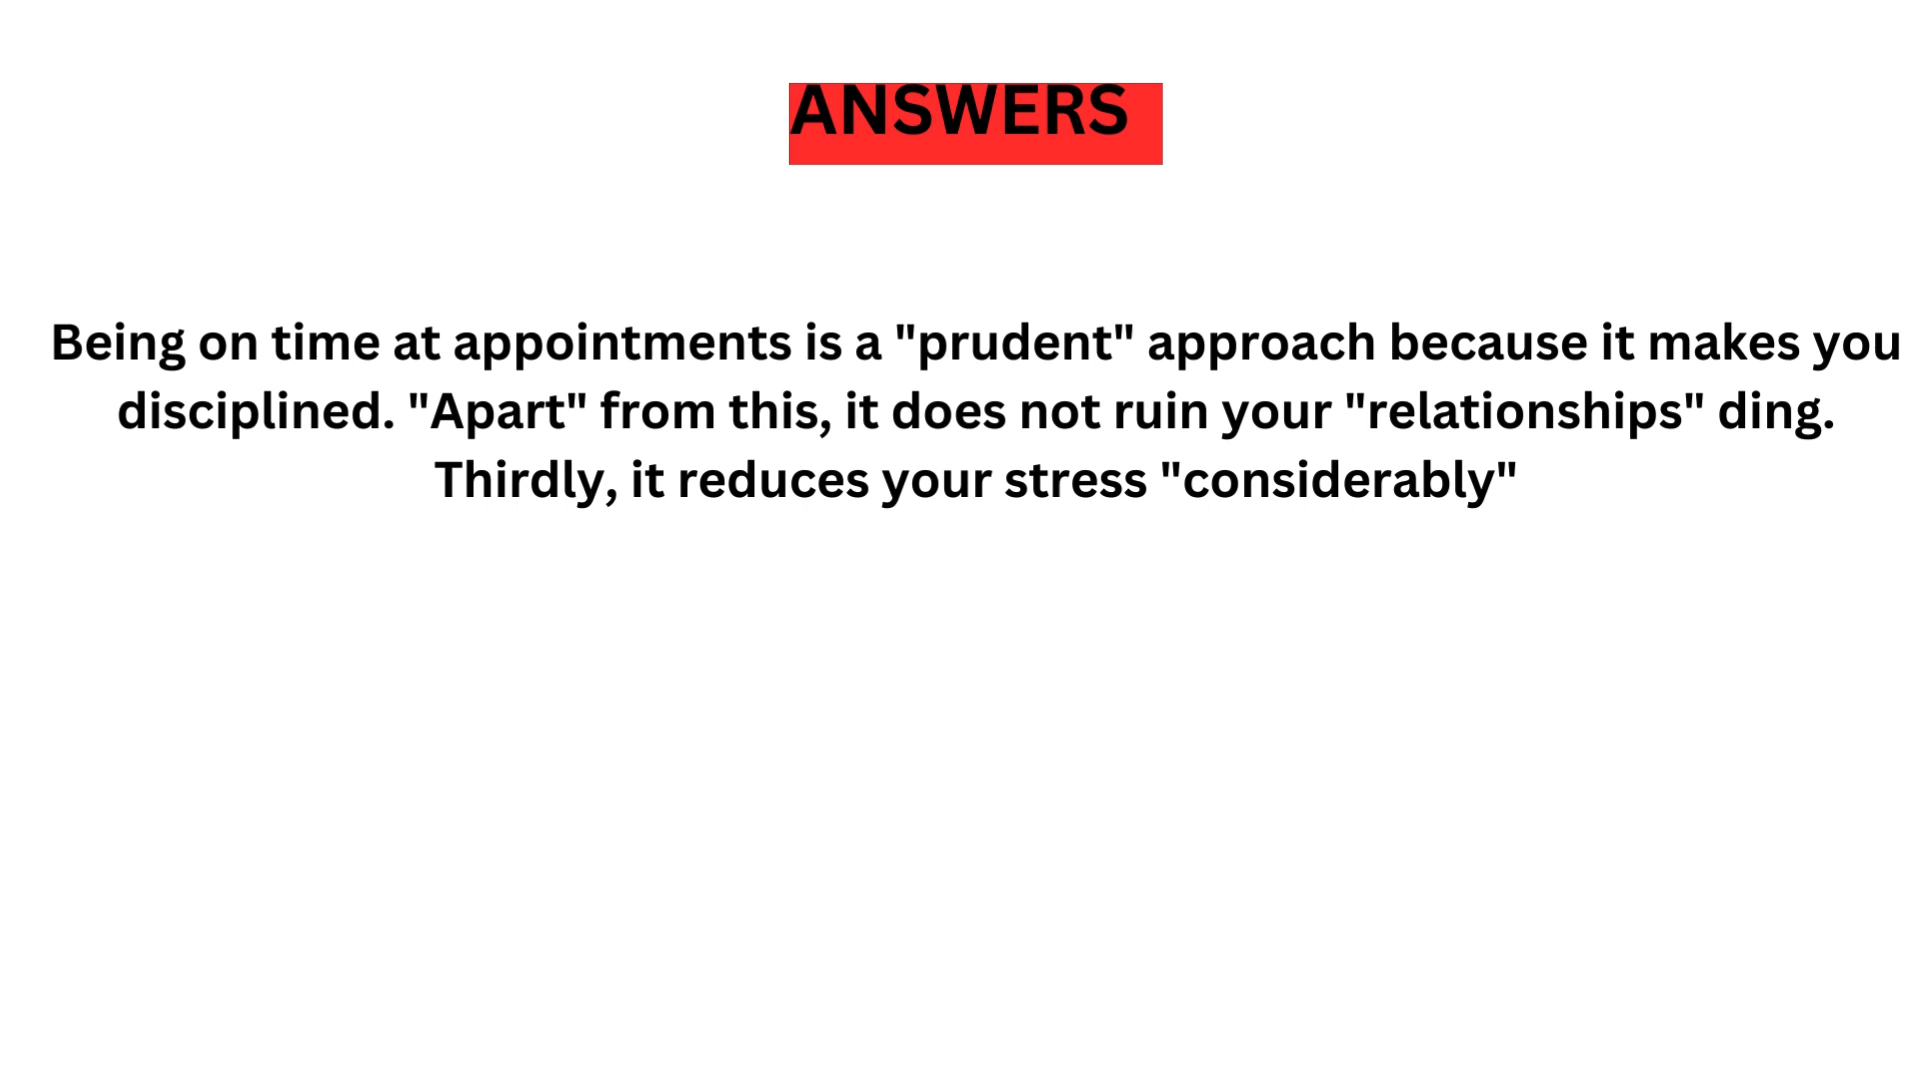 ANSWERS
Being on time at appointments is a "prudent" approach because it makes you
disciplined. "Apart" from this, it does not ruin your "relationships" ding.
Thirdly, it reduces your stress "considerably"